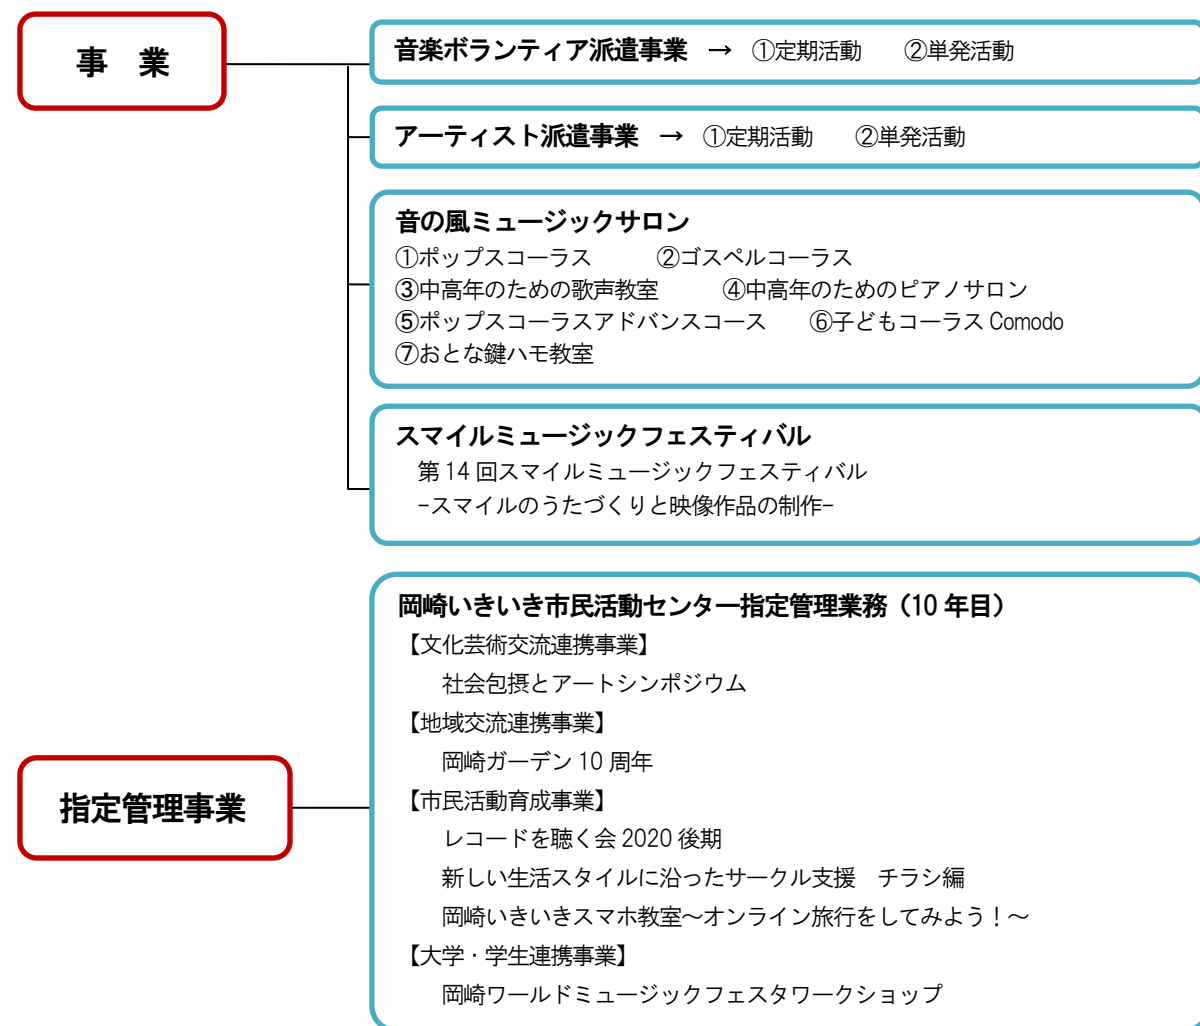 事　業
音楽ボランティア派遣事業　→　①定期活動　　②単発活動
アーティスト派遣事業　→　①定期活動　　②単発活動
音の風ミュージックサロン
①ポップスコーラス　　　②ゴスペルコーラス
③中高年のための歌声教室　　　④中高年のためのピアノサロン
⑤ポップスコーラスアドバンスコース　　⑥子どもコーラス Comodo
⑦おとな鍵ハモ教室
スマイルミュージックフェスティバル
第 14 回スマイルミュージックフェスティバル
−スマイルのうたづくりと映像作品の制作−
指定管理事業
岡崎いきいき市民活動センター指定管理業務（10 年目）
【文化芸術交流連携事業】
社会包摂とアートシンポジウム
【地域交流連携事業】
岡崎ガーデン 10 周年
【市民活動育成事業】
レコードを聴く会 2020 後期
新しい生活スタイルに沿ったサークル支援　チラシ編
岡崎いきいきスマホ教室～オンライン旅行をしてみよう！～
【大学・学生連携事業】
岡崎ワールドミュージックフェスタワークショップ